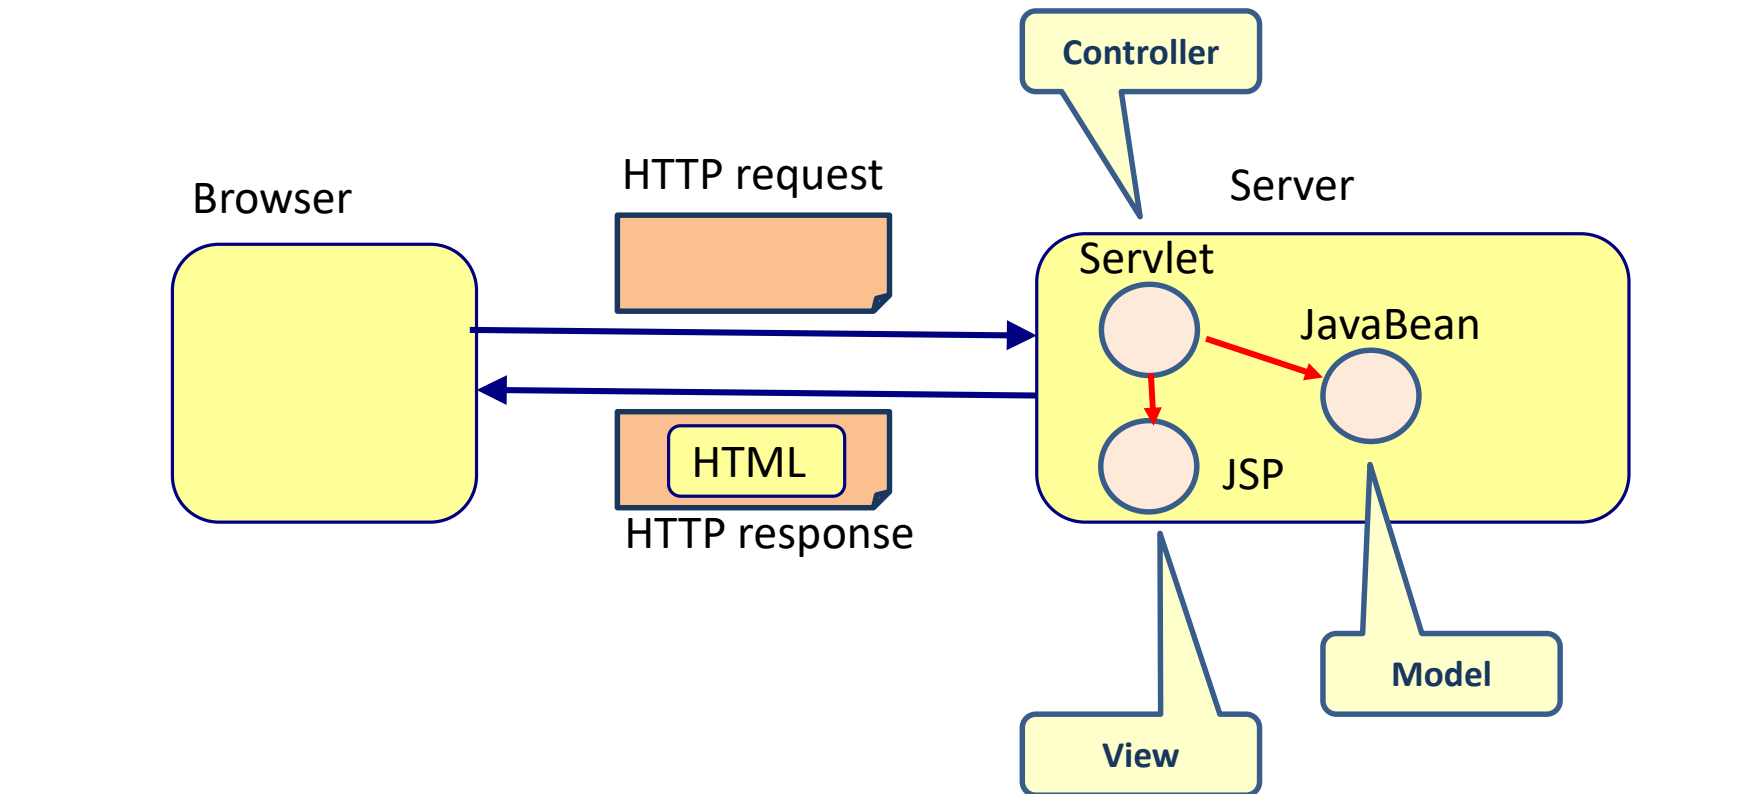 Controller
HTTP request
Server
Browser
Servlet
JavaBean
HTML
JSP
HTTP response
Model
View